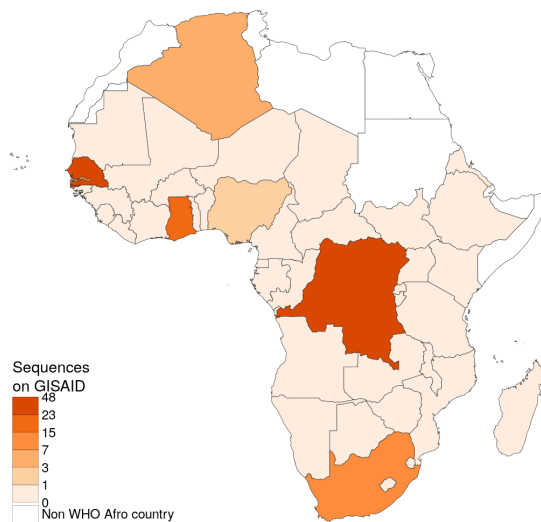 Sequences
on GISAID
48
23
15
7
3
1
0
Non WHO Afro country